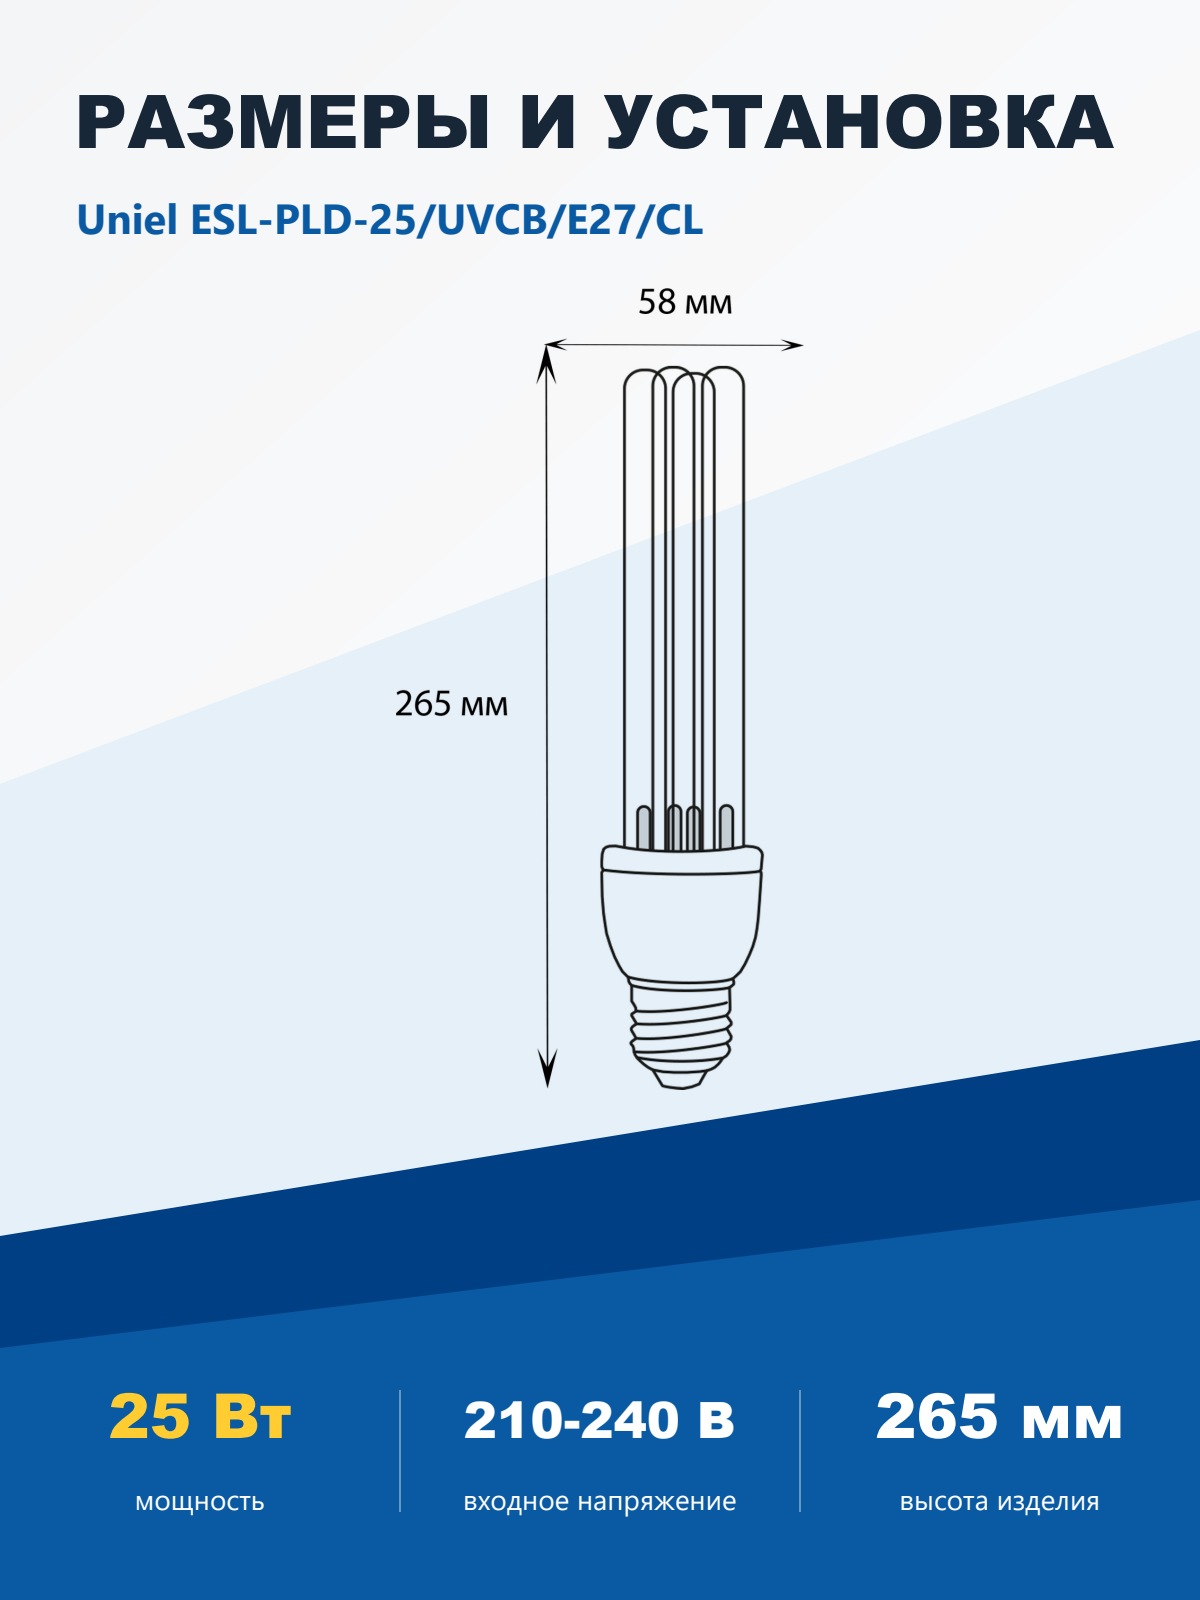 РАЗМЕРЫ И УСТАНОВКА
Uniel ESL-PLD-25/UVCB/E27/CL
58 мм
265 мм
25 Вт
210-240 В
265 мм
мощность
входное напряжение
высота изделия